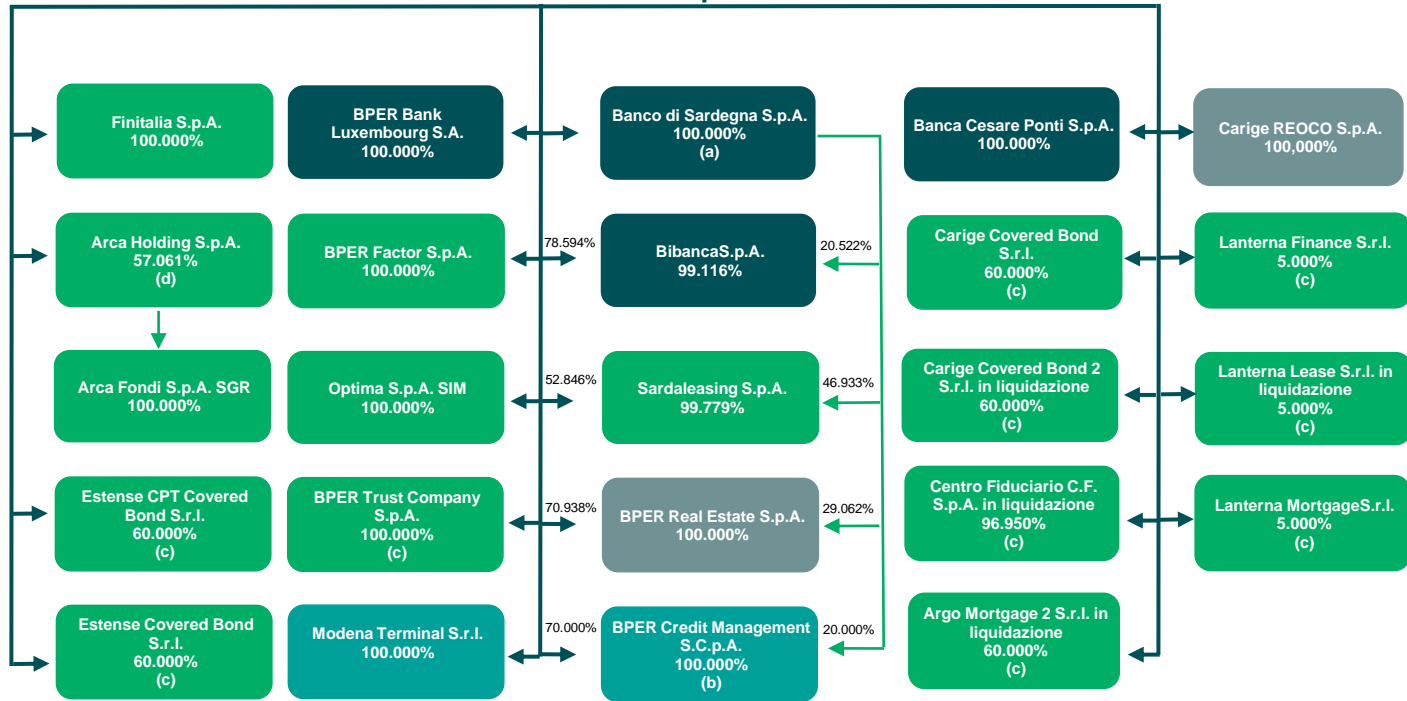 Finitalia S.p.A.
100.000%
BPER Bank
Luxembourg S.A.
100.000%
Banco di Sardegna S.p.A.
100.000%
(a)
Banca Cesare Ponti S.p.A.
100.000%
Carige REOCO S.p.A.
100,000%
Arca Holding S.p.A.
57.061%
(d)
BPER Factor S.p.A.
100.000%
78.594%
BibancaS.p.A.
99.116%
20.522%
Carige Covered Bond
S.r.l.
60.000%
(c)
Lanterna Finance S.r.l.
5.000%
(c)
Arca Fondi S.p.A. SGR
100.000%
Optima S.p.A. SIM
100.000%
52.846%
Sardaleasing S.p.A.
99.779%
46.933%
Carige Covered Bond 2
S.r.l. in liquidazione
60.000%
(c)
Lanterna Lease S.r.l. in
liquidazione
5.000%
(c)
Estense CPT Covered
Bond S.r.l.
60.000%
(c)
BPER Trust Company
S.p.A.
100.000%
(c)
70.938%
BPER Real Estate S.p.A.
100.000%
29.062%
Centro Fiduciario C.F.
S.p.A. in liquidazione
96.950%
(c)
Lanterna MortgageS.r.l.
5.000%
(c)
Estense Covered Bond
S.r.l.
60.000%
(c)
Modena Terminal S.r.l.
100.000%
70.000%
BPER Credit Management
S.C.p.A.
100.000%
(b)
20.000%
Argo Mortgage 2 S.r.l. in
liquidazione
60.000%
(c)